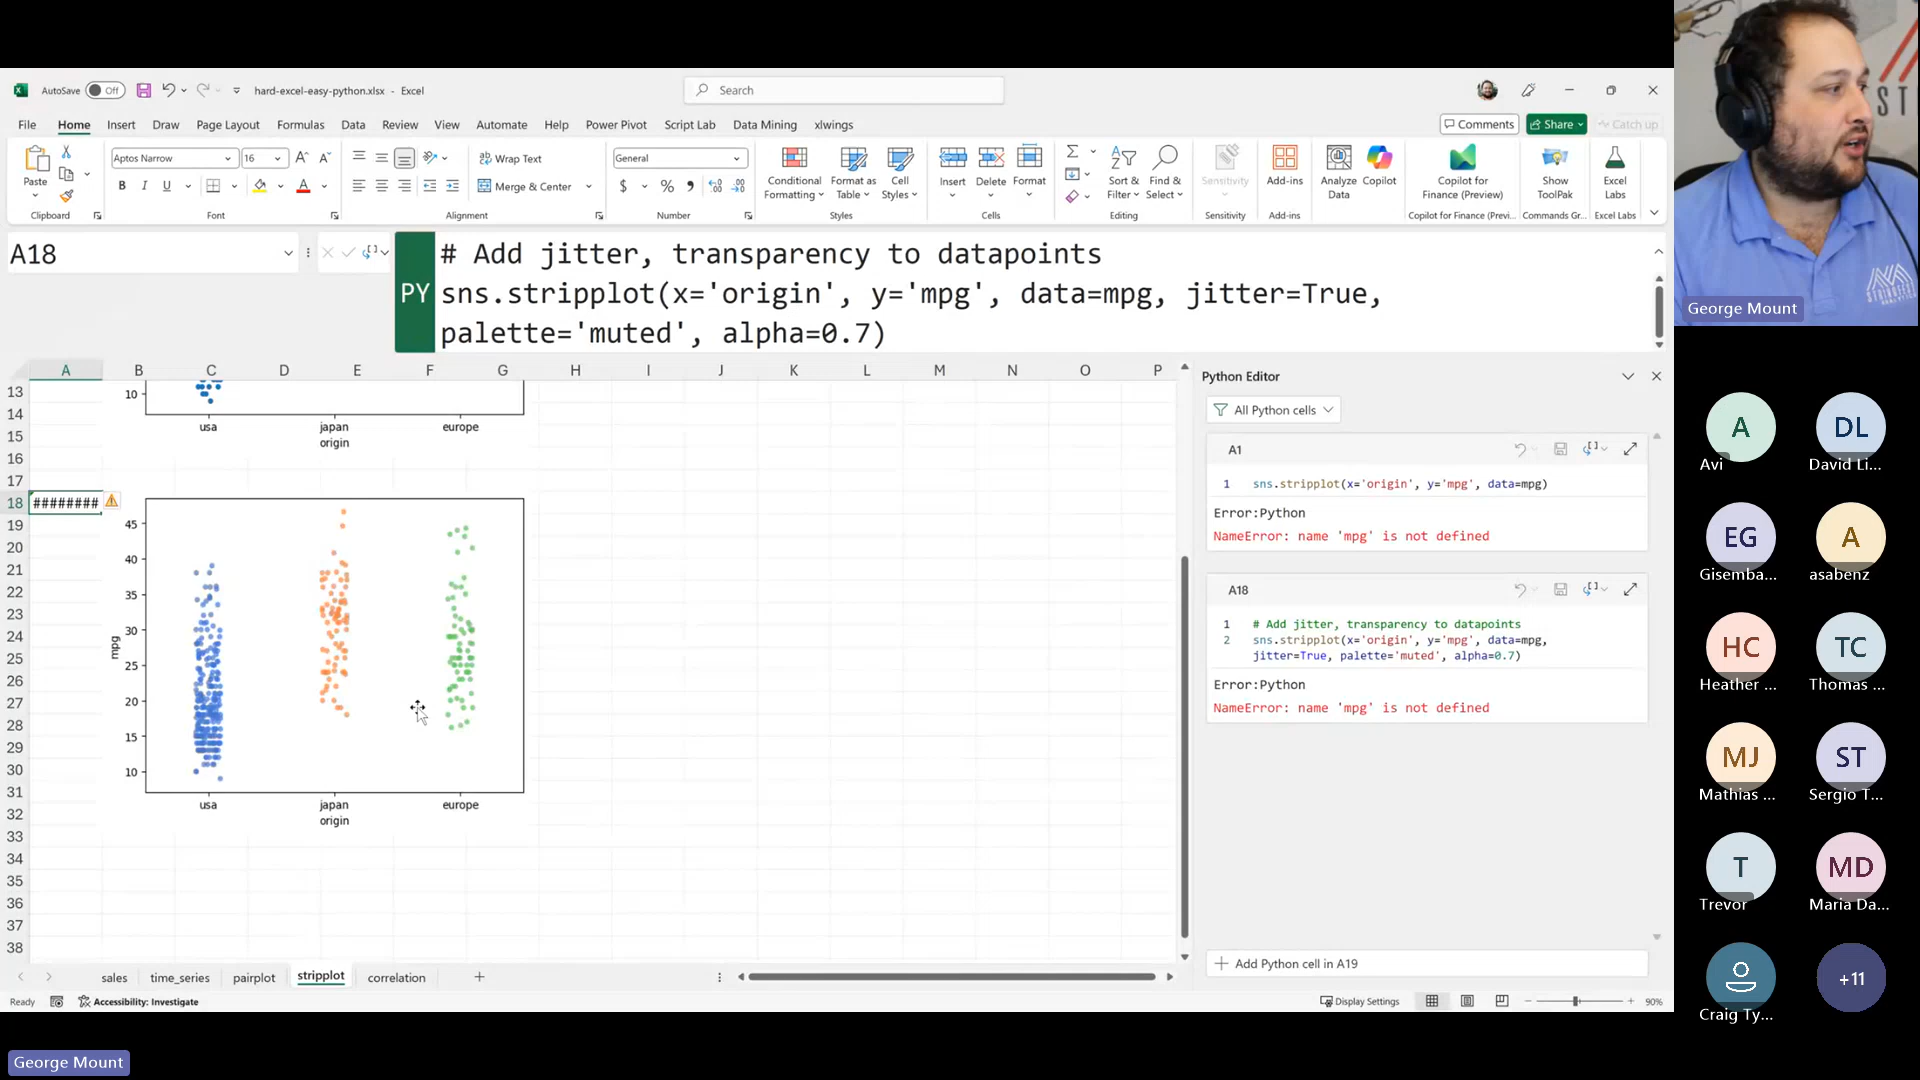 AutoSave Off hard-excel-easy-python.xlsx - Excel Search
File Home Insert Draw Page Layout Formulas Data Review View Automate Help Power Pivot Script Lab Data Mining xlwings Comments Share Catch up
Paste
Clipboard
Aptos Narrow 16
B I U
Font
Wrap Text
Merge & Center
Alignment
General
$ % 9
Number
Conditional Formatting
Format as Table
Cell Styles
Styles
Insert Delete Format
Cells
Sort & Filter
Find & Select
Editing
Sensitivity
Sensitivity
Add-ins
Add-ins
Analyze Data
Copilot
Copilot for Finance (Preview)
Copilot for Finance (Previ...
Show ToolPak
Commands Gr...
Excel Labs
Excel Labs
A18
PY
# Add jitter, transparency to datapoints
sns.stripplot(x='origin', y='mpg', data=mpg, jitter=True,
palette='muted', alpha=0.7)
A B C D E F G H I J K L M N O P
13
14
15
16
17
18
19
20
21
22
23
24
25
26
27
28
29
30
31
32
33
34
35
36
37
38
10
usa japan europe
origin
########
45
40
35
30
25
20
15
10
mpg
usa japan europe
origin
Python Editor
All Python cells
A1
1 sns.stripplot(x='origin', y='mpg', data=mpg)
Error:Python
NameError: name 'mpg' is not defined
A18
1 # Add jitter, transparency to datapoints
2 sns.stripplot(x='origin', y='mpg', data=mpg,
jitter=True, palette='muted', alpha=0.7)
Error:Python
NameError: name 'mpg' is not defined
Add Python cell in A19
sales time_series pairplot stripplot correlation
Ready Accessibility: Investigate Display Settings 90%
George Mount
George Mount
A DL
Avi David Li...
EG A
Gisemba... asabenz
HC TC
Heather ... Thomas ...
MJ ST
Mathias ... Sergio T...
T MD
Trevor Maria Da...
+11
Craig Ty...